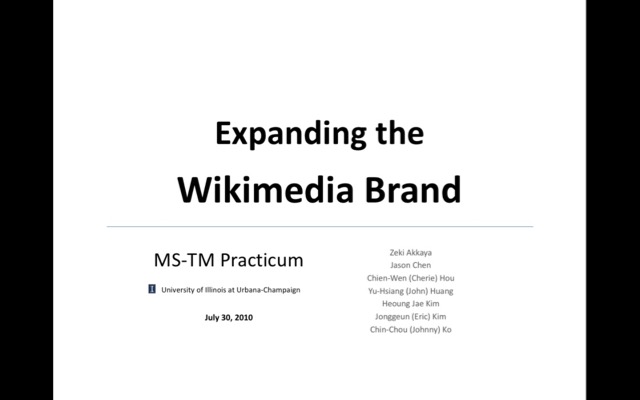 Expanding the
Wikimedia Brand
MS-TM Practicum
I University of Illinois at Urbana-Champaign
July 30, 2010
Zeki Akkaya
Jason Chen
Chien-Wen (Cherie) Hou
Yu-Hsiang (John) Huang
Heoung Jae Kim
Jonggeun (Eric) Kim
Chin-Chou (Johnny) Ko